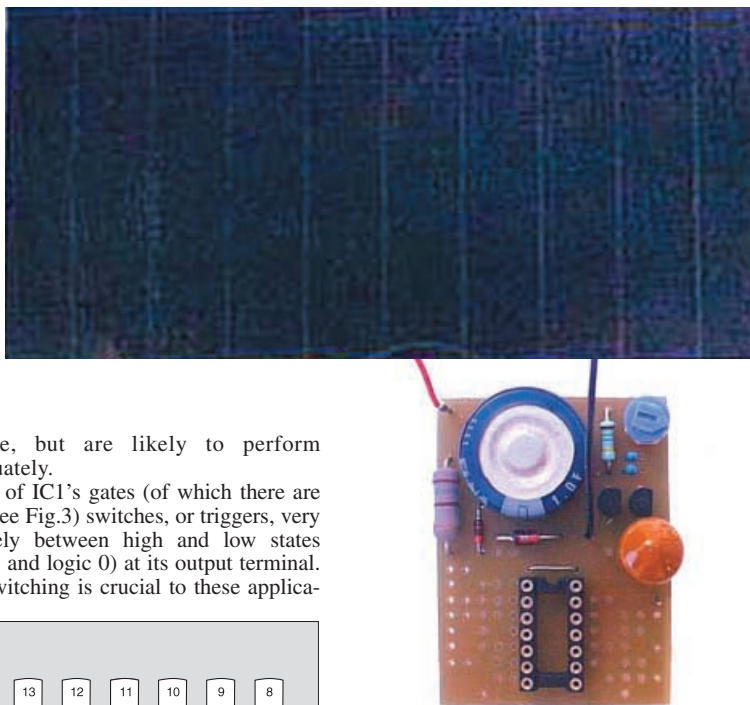 e, but are likely to perform
uately.
of IC1's gates (of which there are
ee Fig.3) switches, or triggers, very
ely between high and low states
and logic 0) at its output terminal.
witching is crucial to these applica-
13 12 11 10 9 8
1.0F